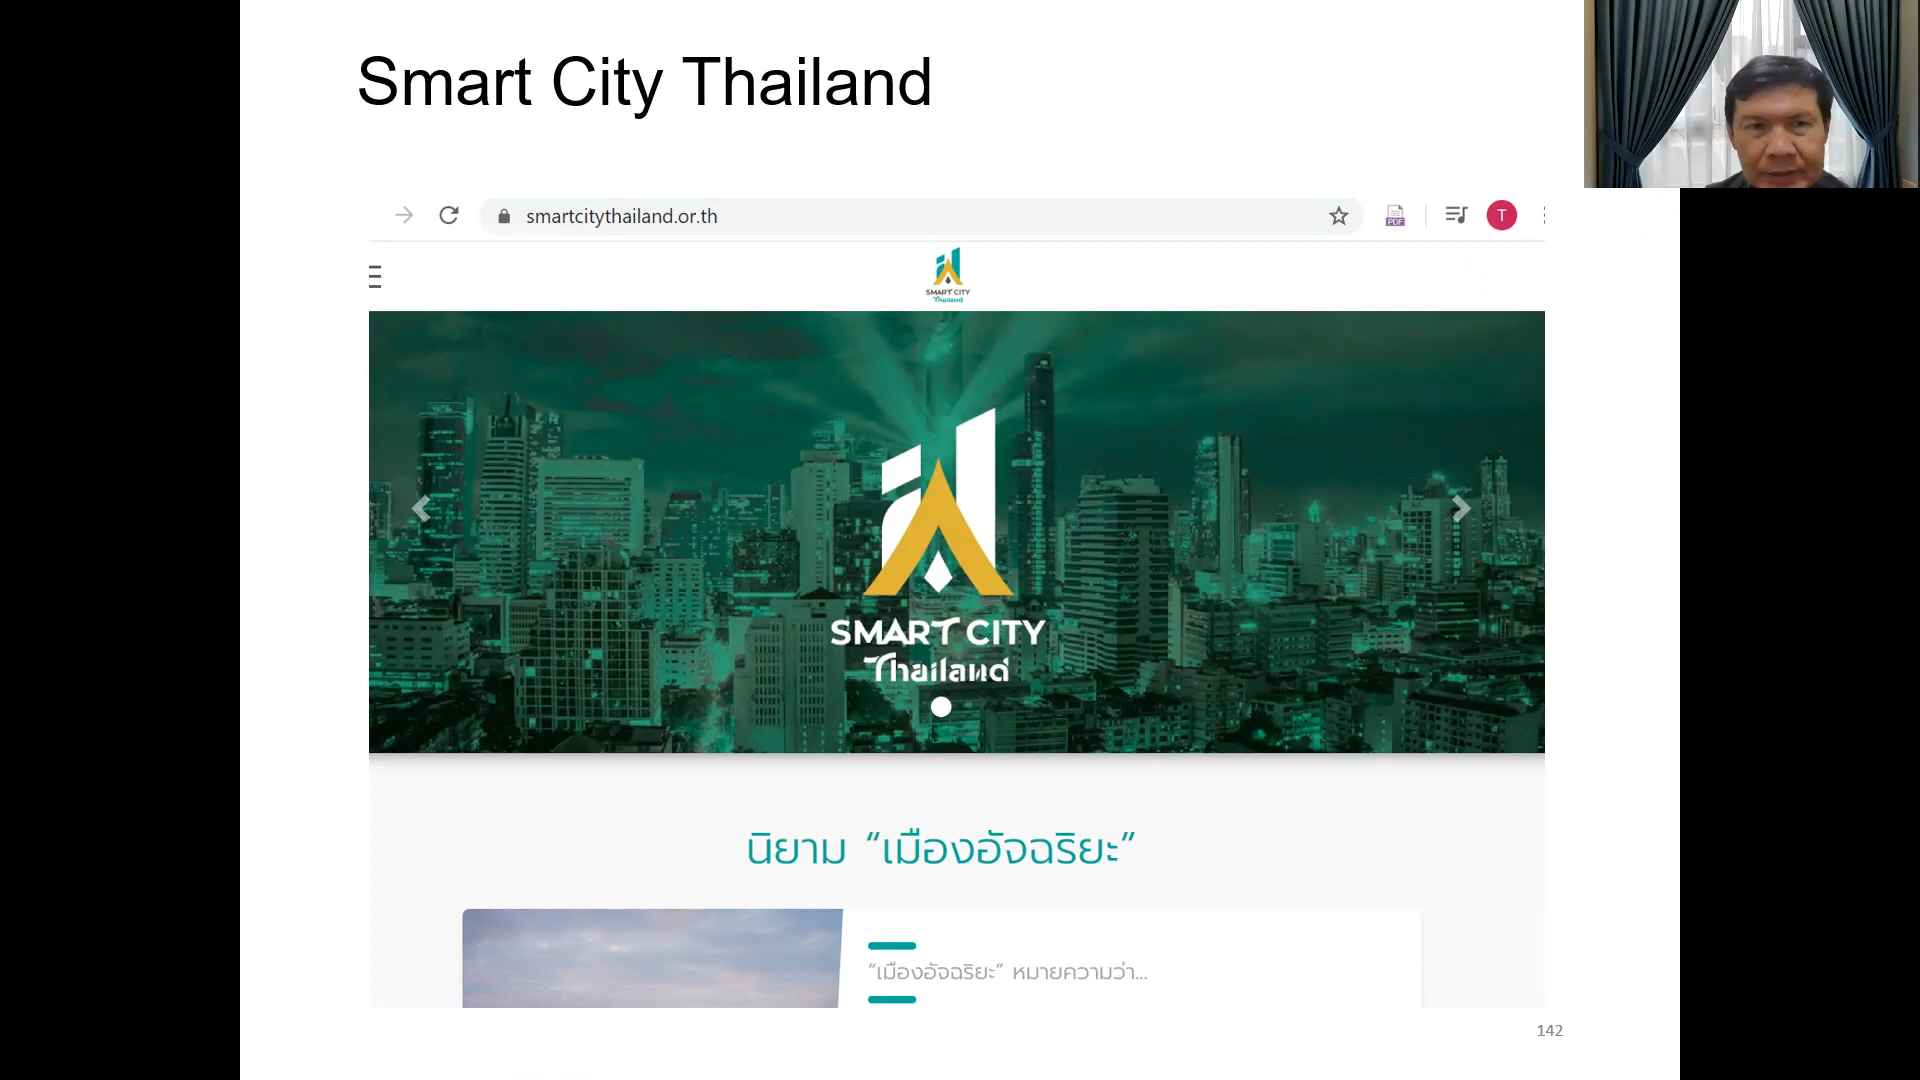 Smart City Thailand
smartcitythailand.or.th
PDF
T
SMART CITY
Thailand
SMART CITY
Thailand
นิยาม “เมืองอัจฉริยะ”
“เมืองอัจฉริยะ” หมายความว่า...
142